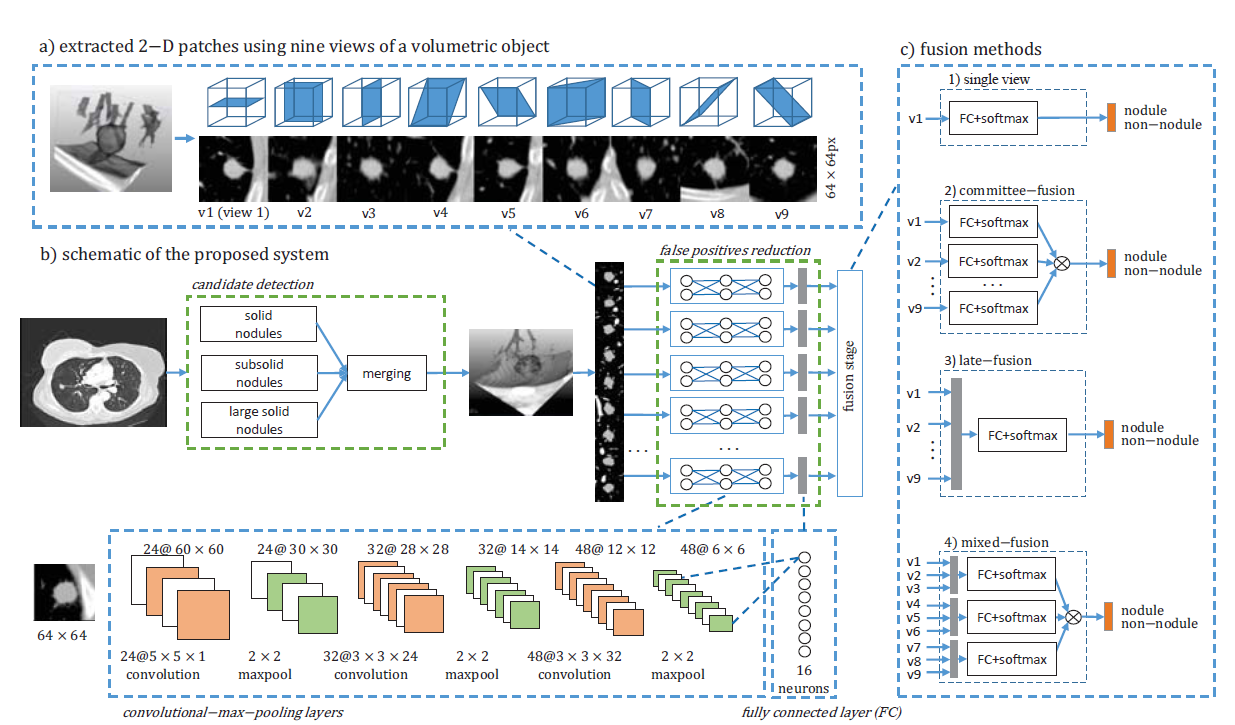 a) extracted 2−D patches using nine views of a volumetric object
v1 (view 1) v2 v3 v4 v5 v6 v7 v8 v9
64 × 64px
b) schematic of the proposed system
candidate detection
solid
nodules
subsolid
nodules
large solid
nodules
merging
false positives reduction
...
...
fusion stage
64 × 64
24@ 60 × 60 24@ 30 × 30 32@ 28 × 28 32@ 14 × 14 48@ 12 × 12 48@ 6 × 6
24@5 × 5 × 1 2 × 2 32@3 × 3 × 24 2 × 2 48@3 × 3 × 32 2 × 2
convolution maxpool convolution maxpool convolution maxpool
16
neurons
convolutional−max−pooling layers
fully connected layer (FC)
c) fusion methods
1) single view
v1
FC+softmax
nodule
non−nodule
2) committee−fusion
v1
FC+softmax
v2
FC+softmax
...
...
v9
FC+softmax
nodule
non−nodule
3) late−fusion
v1
v2
...
v9
FC+softmax
nodule
non−nodule
4) mixed−fusion
v1
v2
v3
FC+softmax
v4
v5
v6
FC+softmax
v7
v8
v9
FC+softmax
nodule
non−nodule